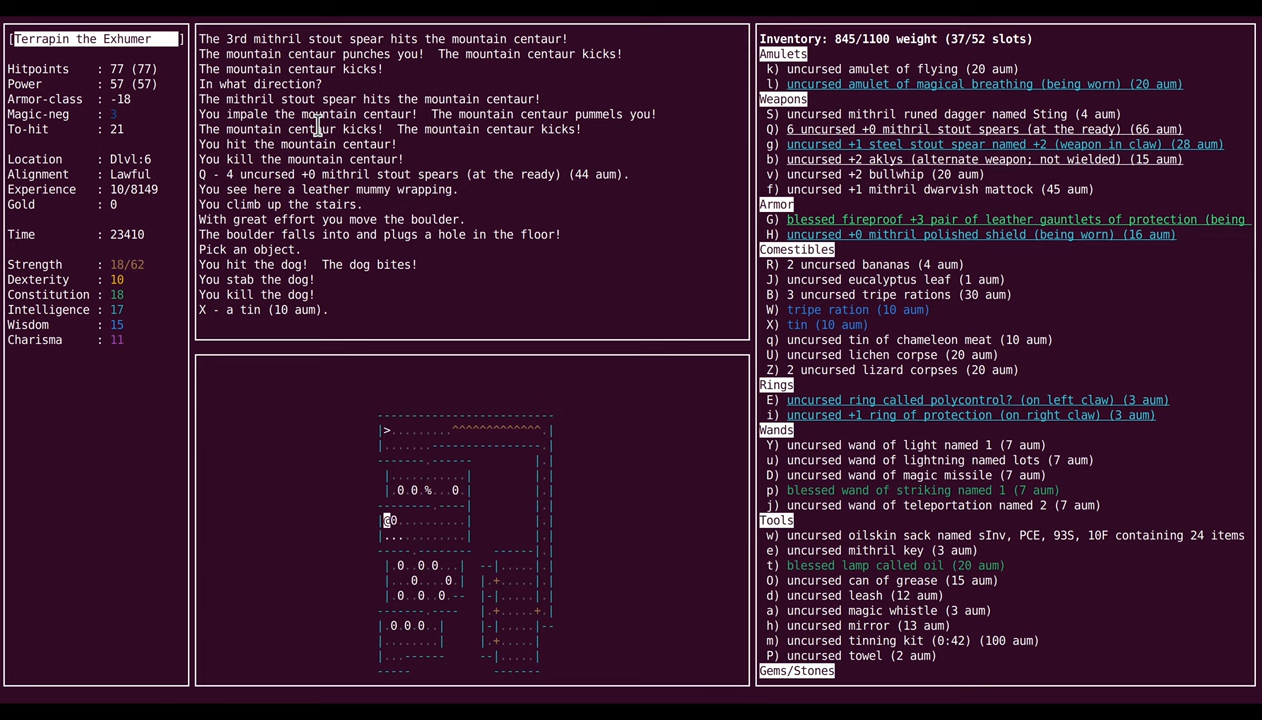 [Terrapin the Exhumer ]
Hitpoints : 77 (77)
Power : 57 (57)
Armor-class : -18
Magic-neg : 3
To-hit : 21
Location : Dlvl:6
Alignment : Lawful
Experience : 10/8149
Gold : 0
Time : 23410
Strength : 18/62
Dexterity : 10
Constitution : 18
Intelligence : 17
Wisdom : 15
Charisma : 11
The 3rd mithril stout spear hits the mountain centaur!
The mountain centaur punches you! The mountain centaur kicks!
The mountain centaur kicks!
In what direction?
The mithril stout spear hits the mountain centaur!
You impale the mountain centaur! The mountain centaur pummels you!
The mountain centaur kicks! The mountain centaur kicks!
You hit the mountain centaur!
You kill the mountain centaur!
Q - 4 uncursed +0 mithril stout spears (at the ready) (44 aum).
You see here a leather mummy wrapping.
You climb up the stairs.
With great effort you move the boulder.
The boulder falls into and plugs a hole in the floor!
Pick an object.
You hit the dog! The dog bites!
You stab the dog!
You kill the dog!
X - a tin (10 aum).
------------------------
|>.........^^^^^^^^^^^^.|
|.......---------------.|
-------.------ |.|
|..........| |.|
|.0.0.%...0.| |.|
--------.---- |.|
|@0..........| |.|
|...........| |.|
-----.-------- ------|.|
|.0..0.0...| --|.....|.|
|...0....0.| |.+.....|.|
|.0..0..0.-- |-|.....|.|
-------.---- |.+.....+.|
|.0.0.0..| |-|.....|--
|........| |.+.....|
|...------ --|.....|
----- -------
Inventory: 845/1100 weight (37/52 slots)
Amulets
k) uncursed amulet of flying (20 aum)
l) uncursed amulet of magical breathing (being worn) (20 aum)
Weapons
S) uncursed mithril runed dagger named Sting (4 aum)
Q) 6 uncursed +0 mithril stout spears (at the ready) (66 aum)
g) uncursed +1 steel stout spear named +2 (weapon in claw) (28 aum)
b) uncursed +2 aklys (alternate weapon; not wielded) (15 aum)
v) uncursed +2 bullwhip (20 aum)
f) uncursed +1 mithril dwarvish mattock (45 aum)
Armor
G) blessed fireproof +3 pair of leather gauntlets of protection (being
H) uncursed +0 mithril polished shield (being worn) (16 aum)
Comestibles
R) 2 uncursed bananas (4 aum)
J) uncursed eucalyptus leaf (1 aum)
B) 3 uncursed tripe rations (30 aum)
W) tripe ration (10 aum)
X) tin (10 aum)
q) uncursed tin of chameleon meat (10 aum)
U) uncursed lichen corpse (20 aum)
Z) 2 uncursed lizard corpses (20 aum)
Rings
E) uncursed ring called polycontrol? (on left claw) (3 aum)
i) uncursed +1 ring of protection (on right claw) (3 aum)
Wands
Y) uncursed wand of light named 1 (7 aum)
u) uncursed wand of lightning named lots (7 aum)
D) uncursed wand of magic missile (7 aum)
p) blessed wand of striking named 1 (7 aum)
j) uncursed wand of teleportation named 2 (7 aum)
Tools
w) uncursed oilskin sack named sInv, PCE, 93S, 10F containing 24 items
e) mithril key (3 aum)
t) blessed lamp called oil (20 aum)
O) uncursed can of grease (15 aum)
d) uncursed leash (12 aum)
a) uncursed magic whistle (3 aum)
h) uncursed mirror (13 aum)
m) uncursed tinning kit (0:42) (100 aum)
P) uncursed towel (2 aum)
Gems/Stones